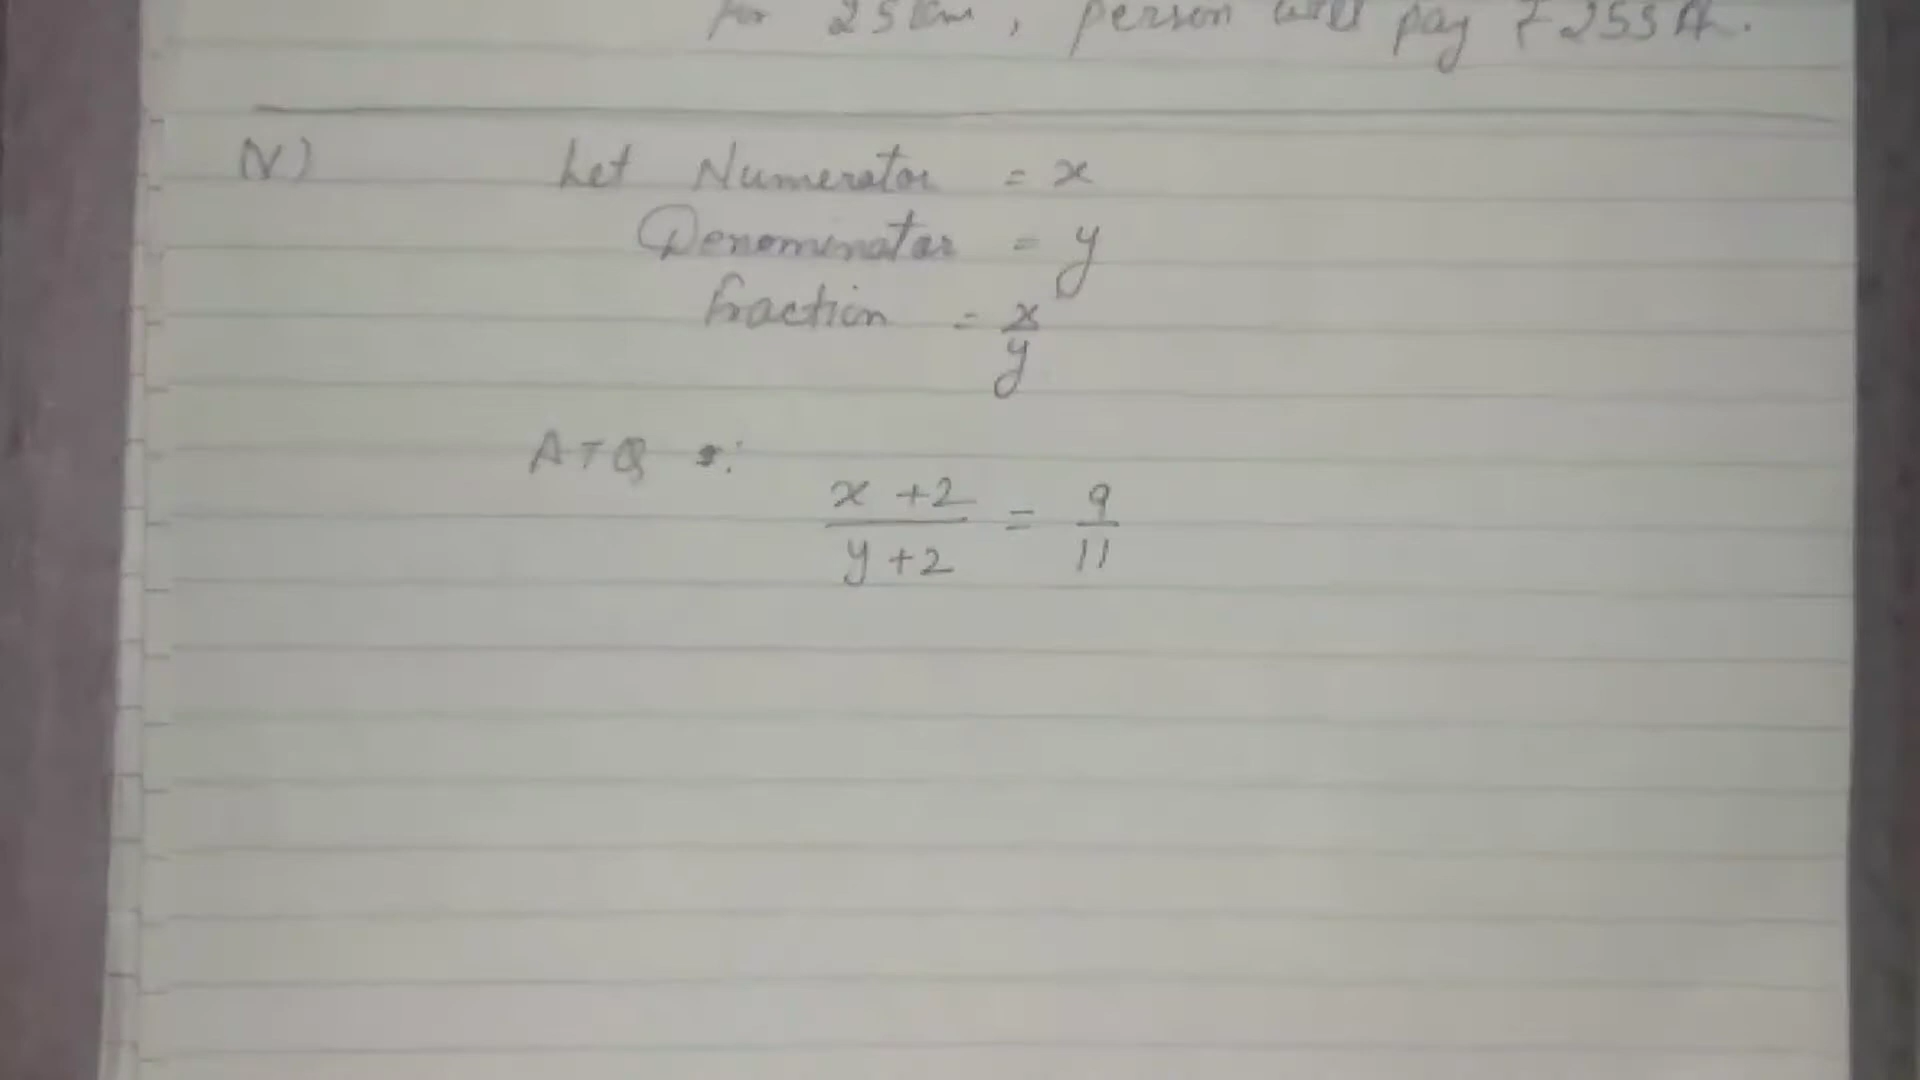 for 25 km, person will pay ₹ 255 A.
(V) Let Numerator = x
Denominator = y
fraction = x/y
ATQ :
x + 2 / y + 2 = 9 / 11